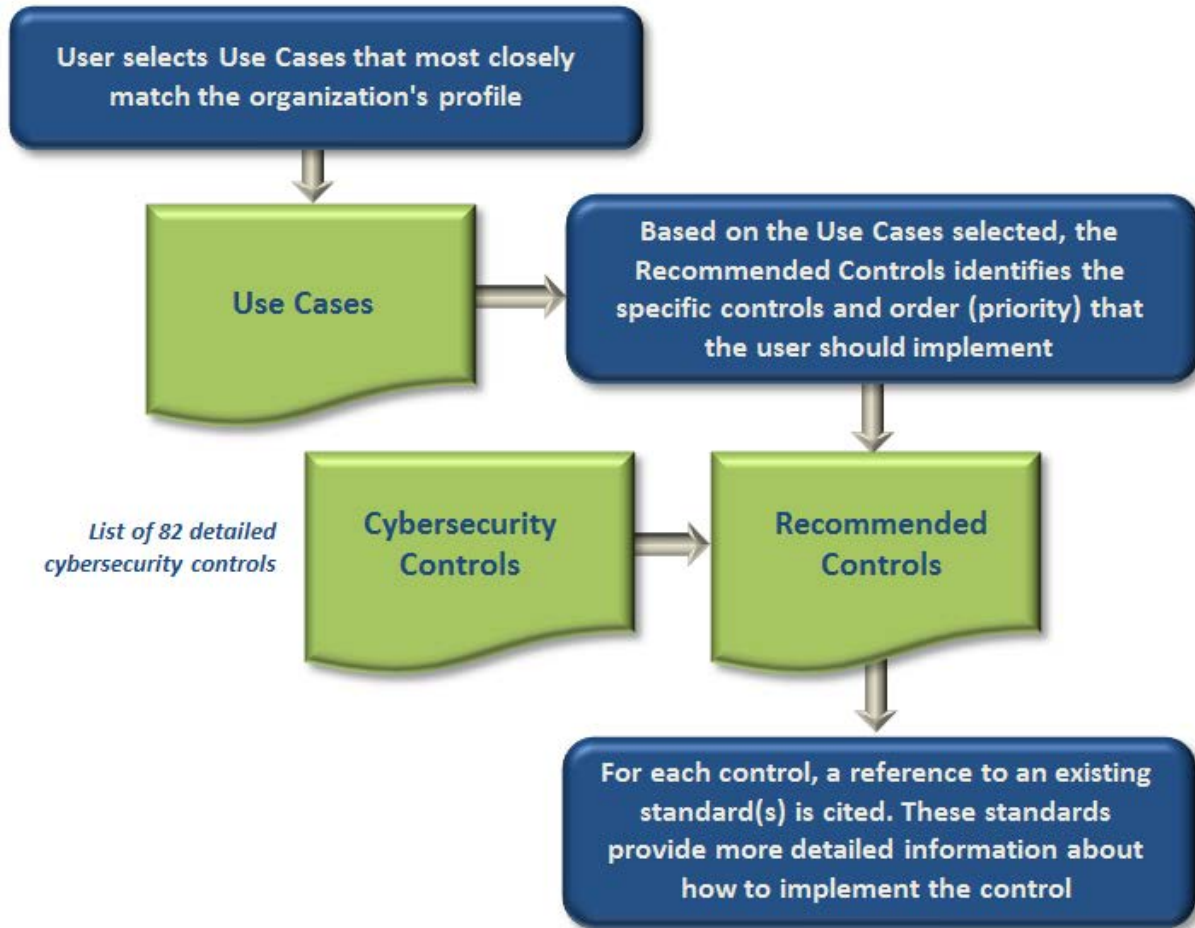 User selects Use Cases that most closely
match the organization's profile
Use Cases
Based on the Use Cases selected, the
Recommended Controls identifies the
specific controls and order (priority) that
the user should implement
List of 82 detailed
cybersecurity controls
Cybersecurity
Controls
Recommended
Controls
For each control, a reference to an existing
standard(s) is cited. These standards
provide more detailed information about
how to implement the control